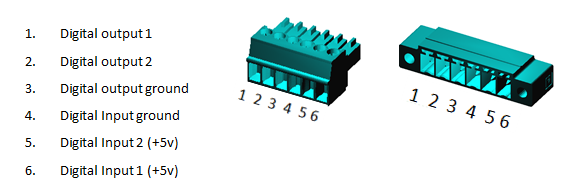 1. Digital output 1
2. Digital output 2
3. Digital output ground
4. Digital Input ground
5. Digital Input 2 (+5v)
6. Digital Input 1 (+5v)
1 2 3 4 5 6
1 2 3 4 5 6